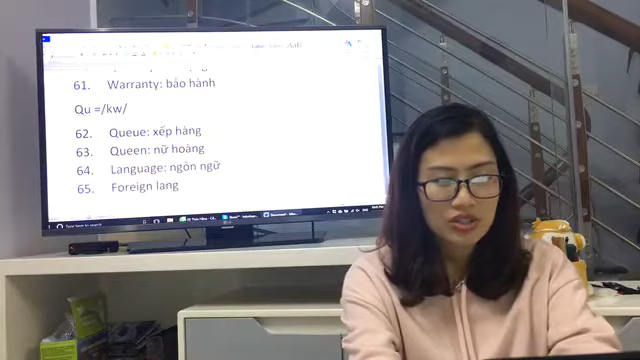 61. Warranty: bảo hành
Qu =/kw/
62. Queue: xếp hàng
63. Queen: nữ hoàng
64. Language: ngôn ngữ
65. Foreign lang